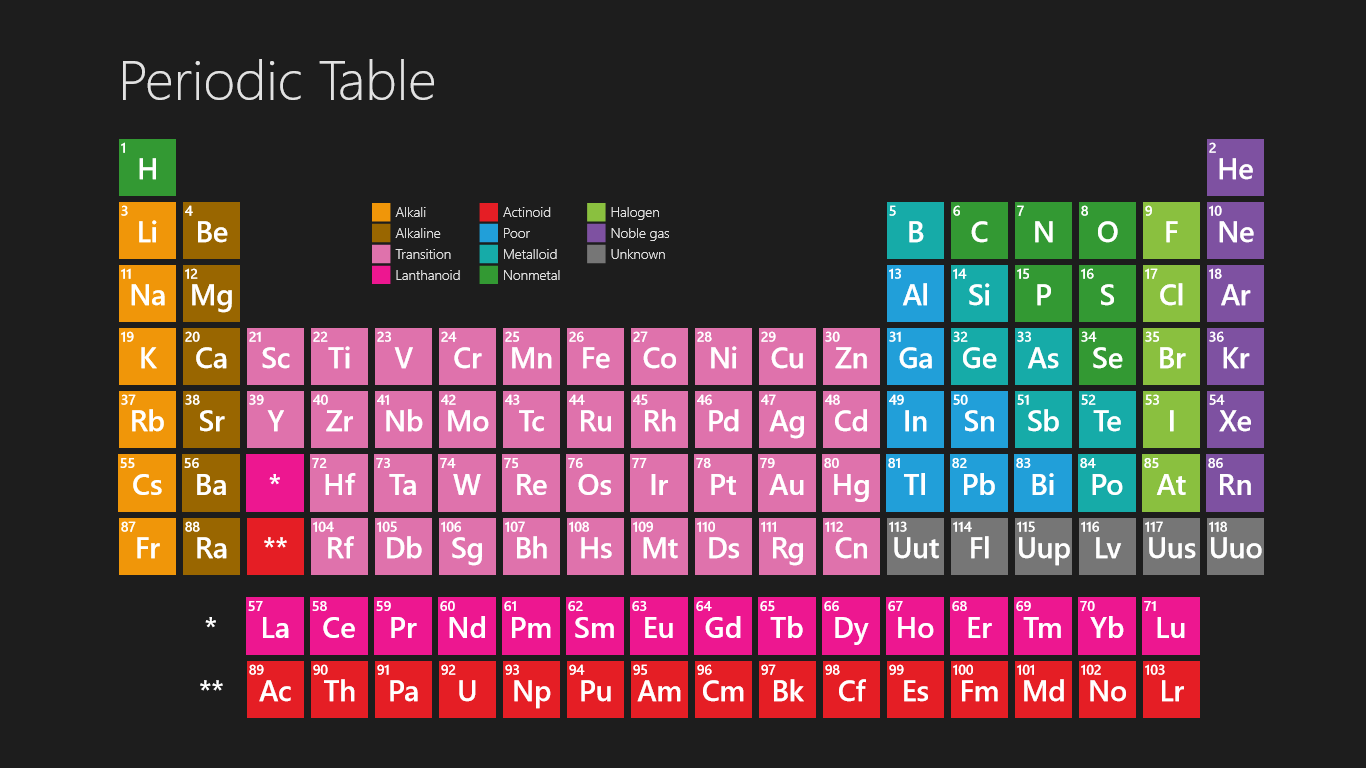 Periodic Table
1 2
H He
3 4 Alkali Actinoid Halogen 5 6 7 8 9 10
Li Be Alkaline Poor Noble gas B C N O F Ne
Transition Metalloid Unknown
11 12 13 14 15 16 17 18
Na Mg Lanthanoid Nonmetal Al Si P S Cl Ar
19 20 21 22 23 24 25 26 27 28 29 30 31 32 33 34 35 36
K Ca Sc Ti V Cr Mn Fe Co Ni Cu Zn Ga Ge As Se Br Kr
37 38 39 40 41 42 43 44 45 46 47 48 49 50 51 52 53 54
Rb Sr Y Zr Nb Mo Tc Ru Rh Pd Ag Cd In Sn Sb Te I Xe
55 56 72 73 74 75 76 77 78 79 80 81 82 83 84 85 86
Cs Ba * Hf Ta W Re Os Ir Pt Au Hg Tl Pb Bi Po At Rn
87 88 104 105 106 107 108 109 110 111 112 113 114 115 116 117 118
Fr Ra ** Rf Db Sg Bh Hs Mt Ds Rg Cn Uut Fl Uup Lv Uus Uuo
57 58 59 60 61 62 63 64 65 66 67 68 69 70 71
* La Ce Pr Nd Pm Sm Eu Gd Tb Dy Ho Er Tm Yb Lu
89 90 91 92 93 94 95 96 97 98 99 100 101 102 103
** Ac Th Pa U Np Pu Am Cm Bk Cf Es Fm Md No Lr